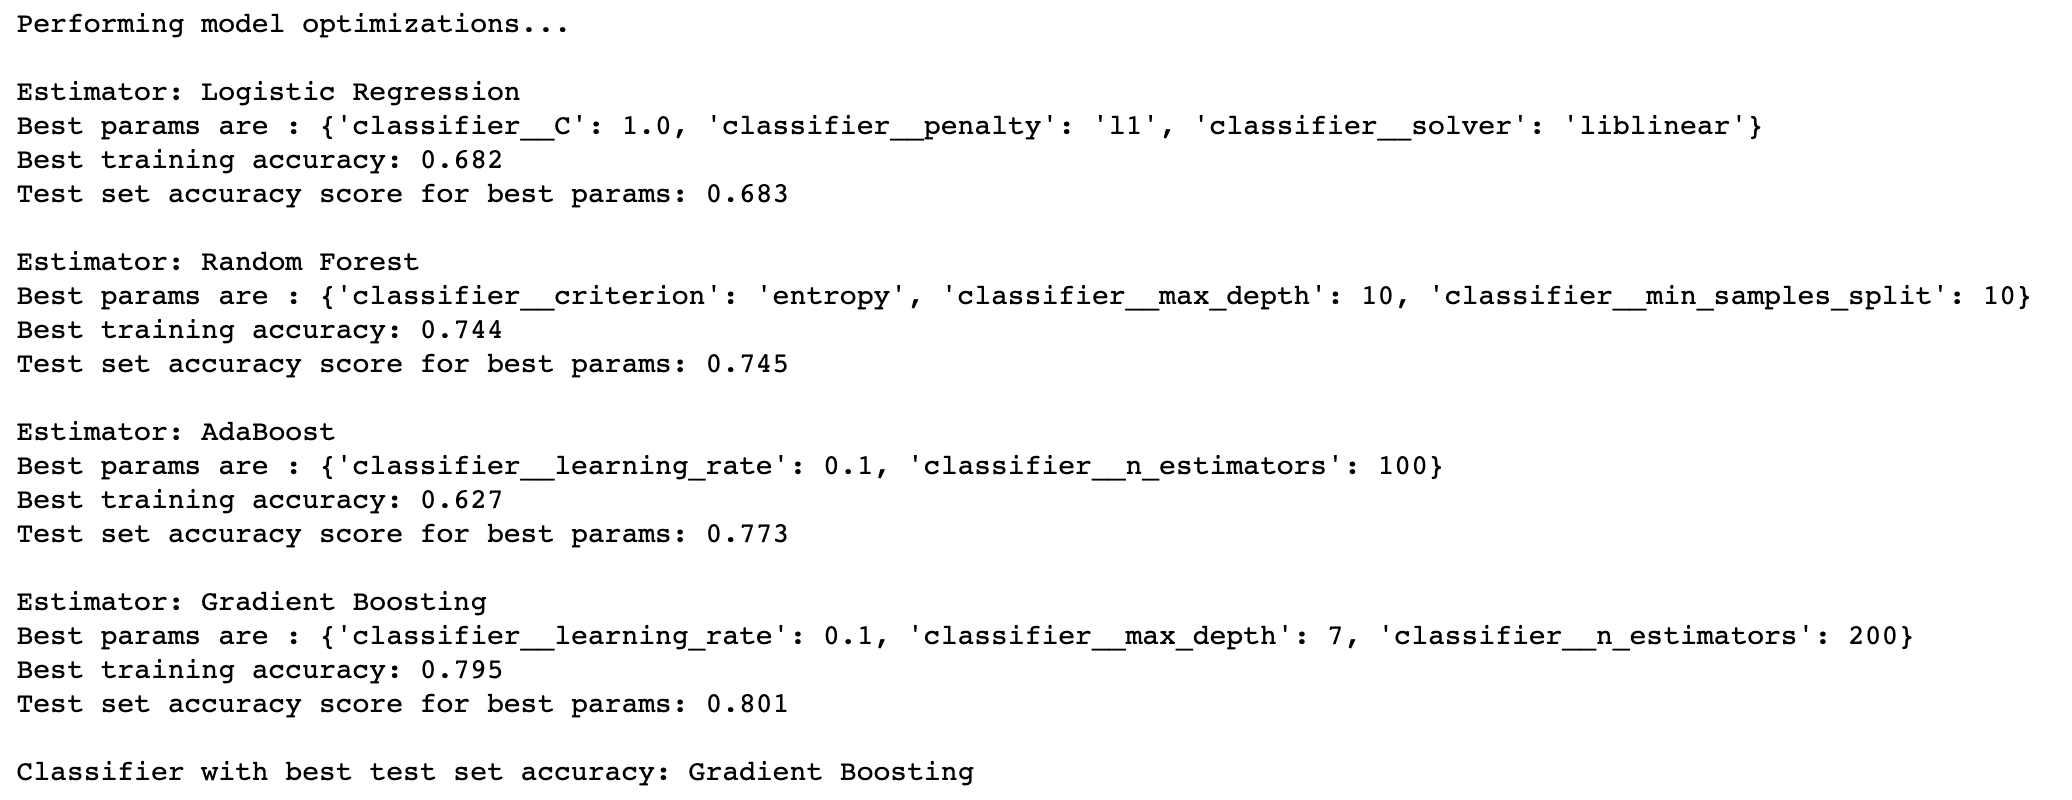 Performing model optimizations...
Estimator: Logistic Regression
Best params are : {'classifier__C': 1.0, 'classifier__penalty': 'l1', 'classifier__solver': 'liblinear'}
Best training accuracy: 0.682
Test set accuracy score for best params: 0.683
Estimator: Random Forest
Best params are : {'classifier__criterion': 'entropy', 'classifier__max_depth': 10, 'classifier__min_samples_split': 10}
Best training accuracy: 0.744
Test set accuracy score for best params: 0.745
Estimator: AdaBoost
Best params are : {'classifier__learning_rate': 0.1, 'classifier__n_estimators': 100}
Best training accuracy: 0.627
Test set accuracy score for best params: 0.773
Estimator: Gradient Boosting
Best params are : {'classifier__learning_rate': 0.1, 'classifier__max_depth': 7, 'classifier__n_estimators': 200}
Best training accuracy: 0.795
Test set accuracy score for best params: 0.801
Classifier with best test set accuracy: Gradient Boosting